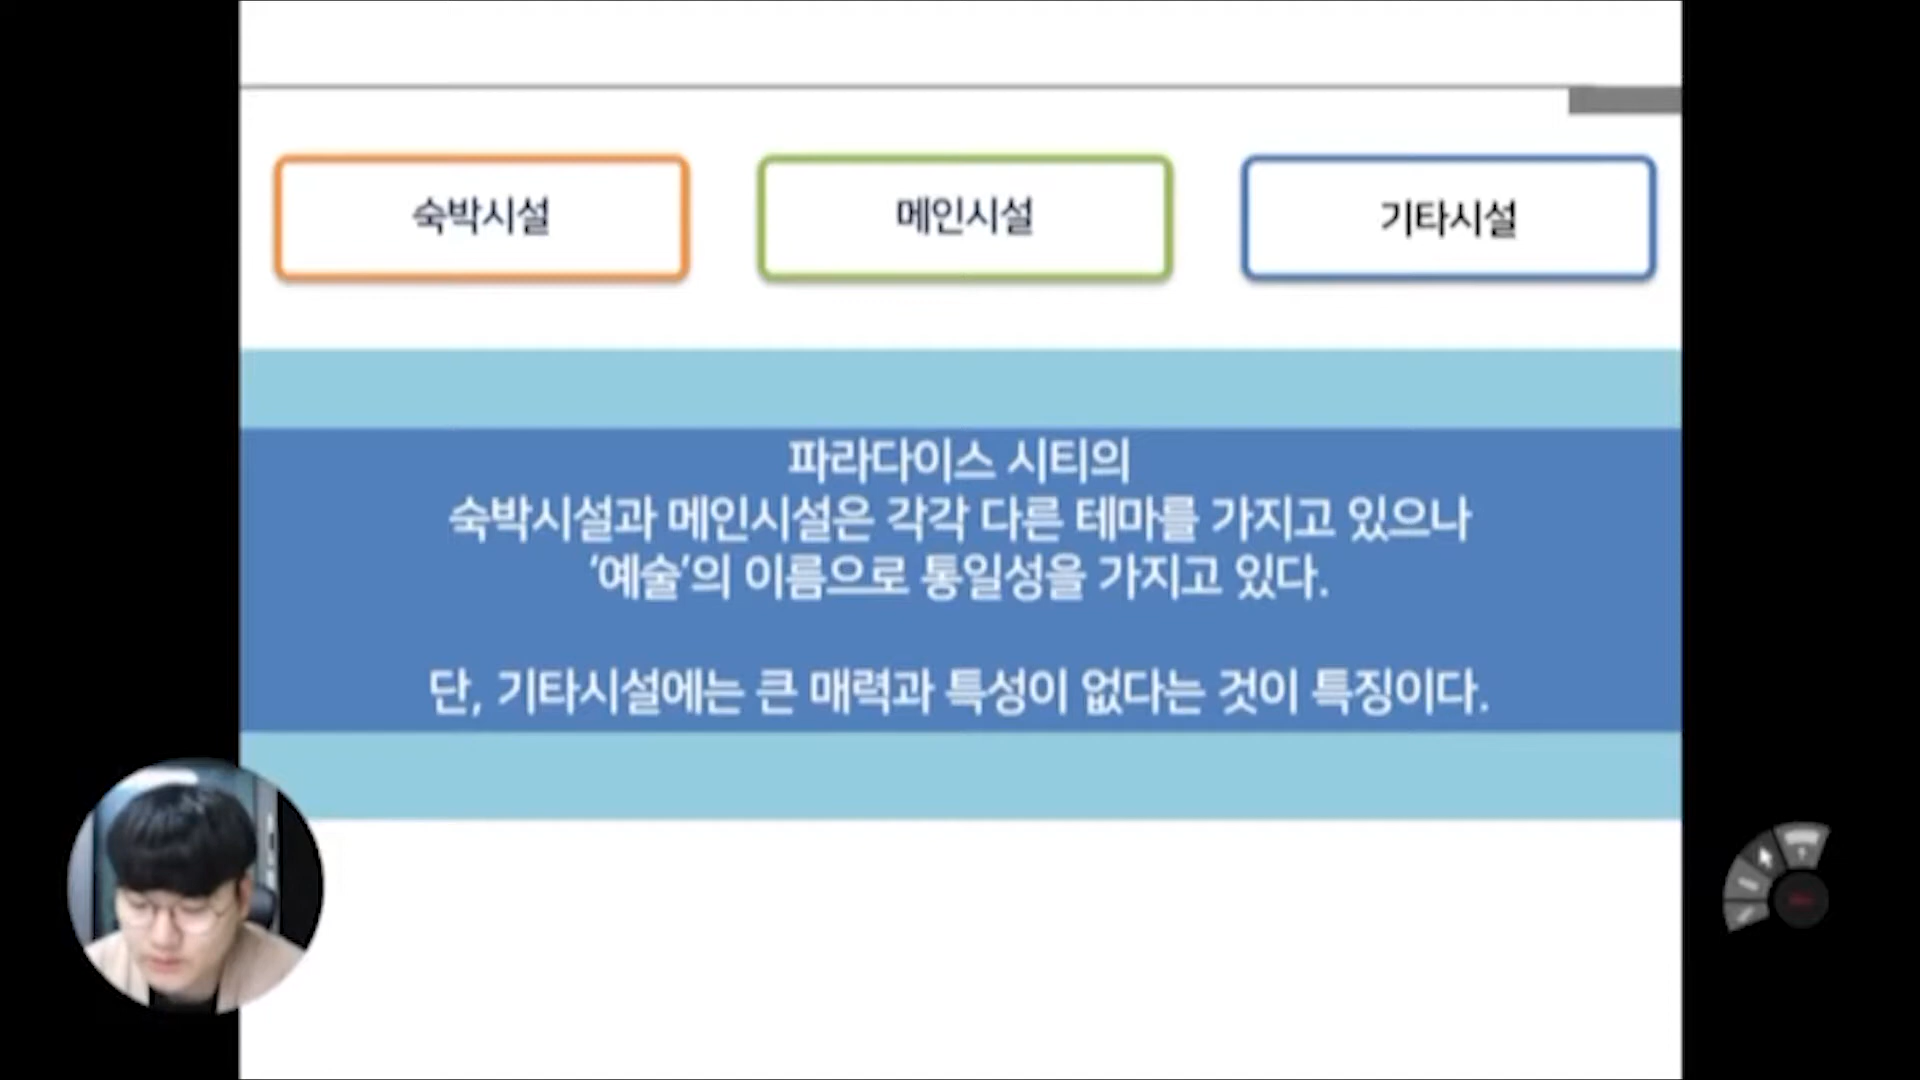 숙박시설
메인시설
기타시설
파라다이스 시티의
숙박시설과 메인시설은 각각 다른 테마를 가지고 있으나
'예술'의 이름으로 통일성을 가지고 있다.
단, 기타시설에는 큰 매력과 특성이 없다는 것이 특징이다.